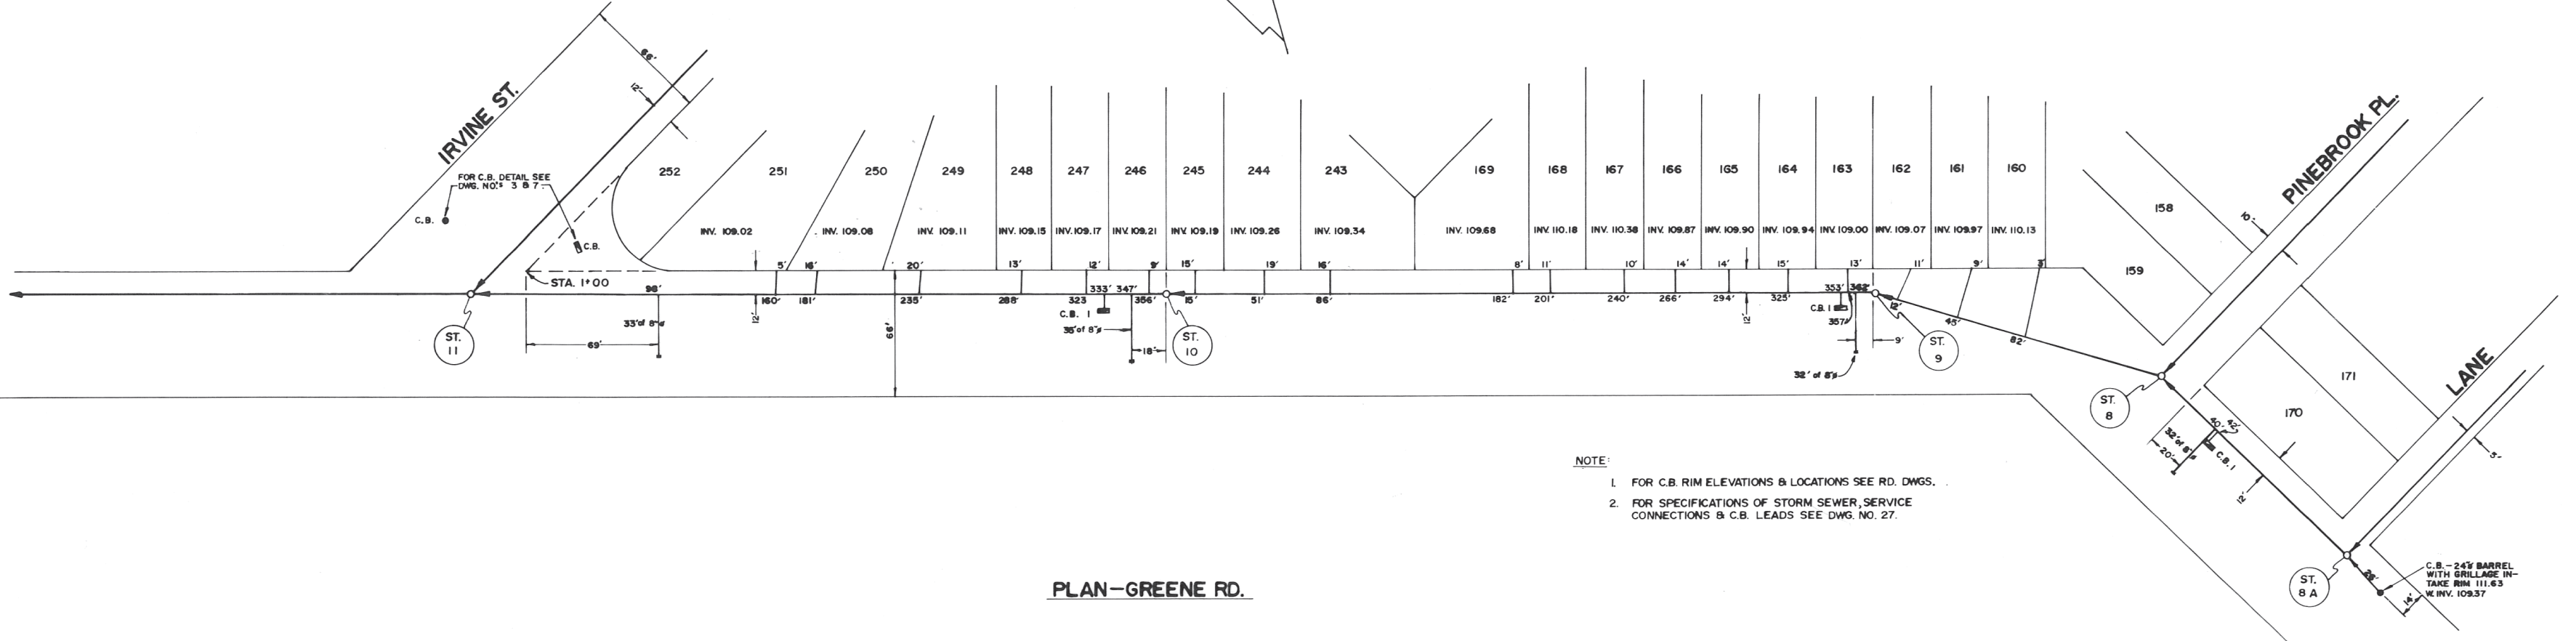 IRVINE ST.
66'
12'
FOR C.B. DETAIL SEE
DWG. NO.'s 3 & 7
C.B.
C.B.
STA. 1+00
252
251
250
249
248
247
246
245
244
243
169
168
167
166
165
164
163
162
161
160
159
158
INV. 109.02
INV. 109.08
INV. 109.11
INV. 109.15
INV. 109.17
INV. 109.21
INV. 109.19
INV. 109.26
INV. 109.34
INV. 109.68
INV. 110.18
INV. 110.38
INV. 109.87
INV. 109.90
INV. 109.94
INV. 109.00
INV. 109.07
INV. 109.97
INV. 110.13
5' 16' 20' 13' 12' 9' 15' 19' 16' 8' 11' 10' 14' 14' 15' 13' 11' 9' 3'
98' 160' 181' 235' 288' 323 333' 347' 356' 15' 51' 86' 182' 201' 240' 266' 294' 325' 353' 362' 12' 45' 82'
357'
33' of 8"ø
69'
12'
66'
C.B. 1
35' of 8"ø
18'
12'
C.B. 1
32' of 8"ø
9'
ST.
11
ST.
10
ST.
9
ST.
8
ST.
8 A
PINEBROOK PL.
10'
171
170
LANE
5'
40' 42'
32' of 8"ø
20'
C.B. 1
12'
26'
14'
C.B.-24"ø BARREL
WITH GRILLAGE IN-
TAKE RIM 111.63
W. INV. 109.37
NOTE:
1. FOR C.B. RIM ELEVATIONS & LOCATIONS SEE RD. DWGS.
2. FOR SPECIFICATIONS OF STORM SEWER, SERVICE
CONNECTIONS & C.B. LEADS SEE DWG. NO. 27.
PLAN-GREENE RD.